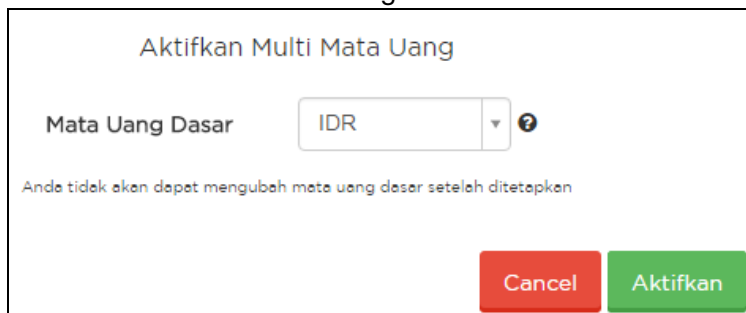 Aktifkan Multi Mata Uang
Mata Uang Dasar IDR
Anda tidak akan dapat mengubah mata uang dasar setelah ditetapkan
Cancel Aktifkan